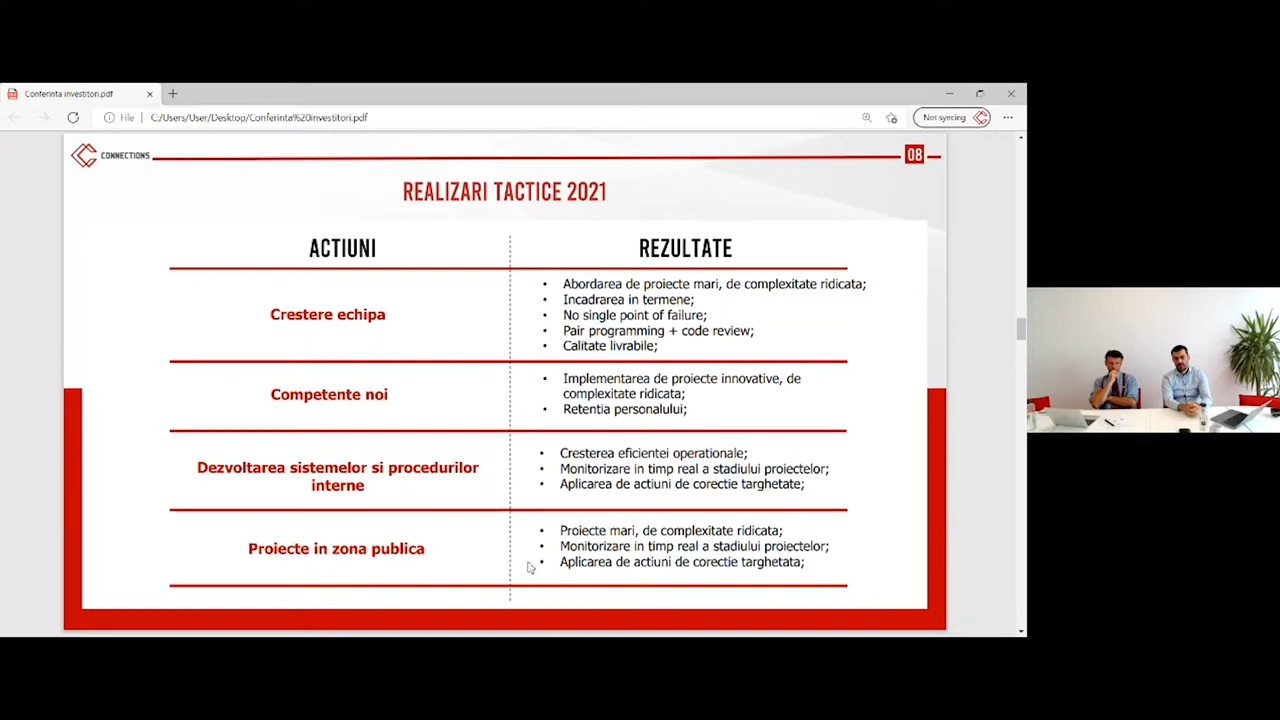 Conferinta investitori.pdf
File
C:/Users/User/Desktop/Conferinta%20investitori.pdf
Not syncing
CONNECTIONS
08
REALIZARI TACTICE 2021
ACTIUNI
REZULTATE
Crestere echipa
• Abordarea de proiecte mari, de complexitate ridicata;
• Incadrarea in termene;
• No single point of failure;
• Pair programming + code review;
• Calitate livrabile;
Competente noi
• Implementarea de proiecte innovative, de
complexitate ridicata;
• Retentia personalului;
Dezvoltarea sistemelor si procedurilor
interne
• Cresterea eficientei operationale;
• Monitorizare in timp real a stadiului proiectelor;
• Aplicarea de actiuni de corectie targhetate;
Proiecte in zona publica
• Proiecte mari, de complexitate ridicata;
• Monitorizare in timp real a stadiului proiectelor;
• Aplicarea de actiuni de corectie targhetata;